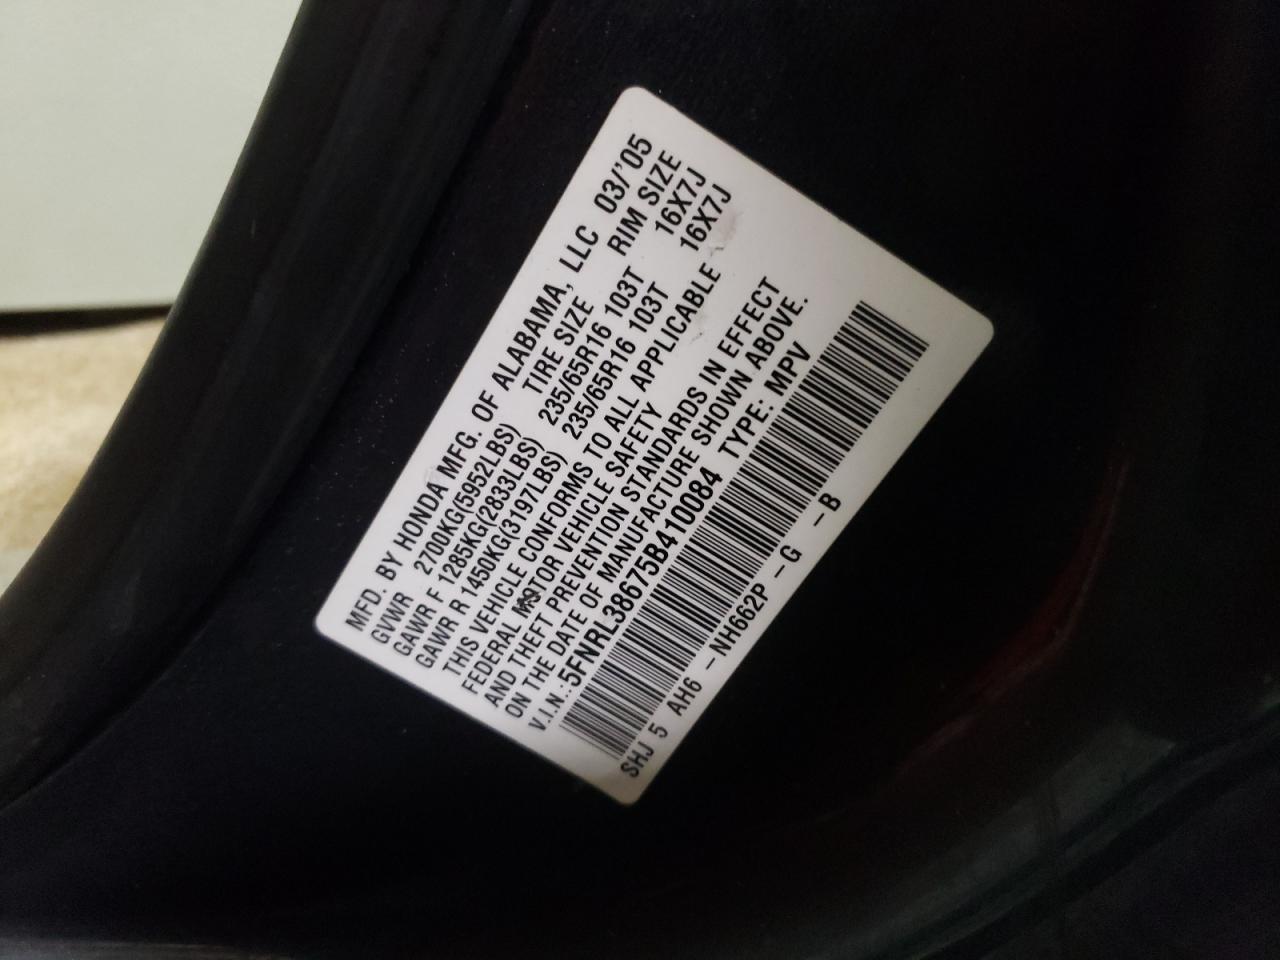 MFD. BY HONDA MFG. OF ALABAMA, LLC 03/'05
GVWR 2700KG(5952LBS) TIRE SIZE RIM SIZE
GAWR F 1285KG(2833LBS) 235/65R16 103T 16X7J
GAWR R 1450KG(3197LBS) 235/65R16 103T 16X7J
THIS VEHICLE CONFORMS TO ALL APPLICABLE
FEDERAL MOTOR VEHICLE SAFETY
AND THEFT PREVENTION STANDARDS IN EFFECT
ON THE DATE OF MANUFACTURE SHOWN ABOVE.
V.I.N.: 5FNRL38675B410084 TYPE: MPV
SHJ 5 AH6 - NH662P - G - B